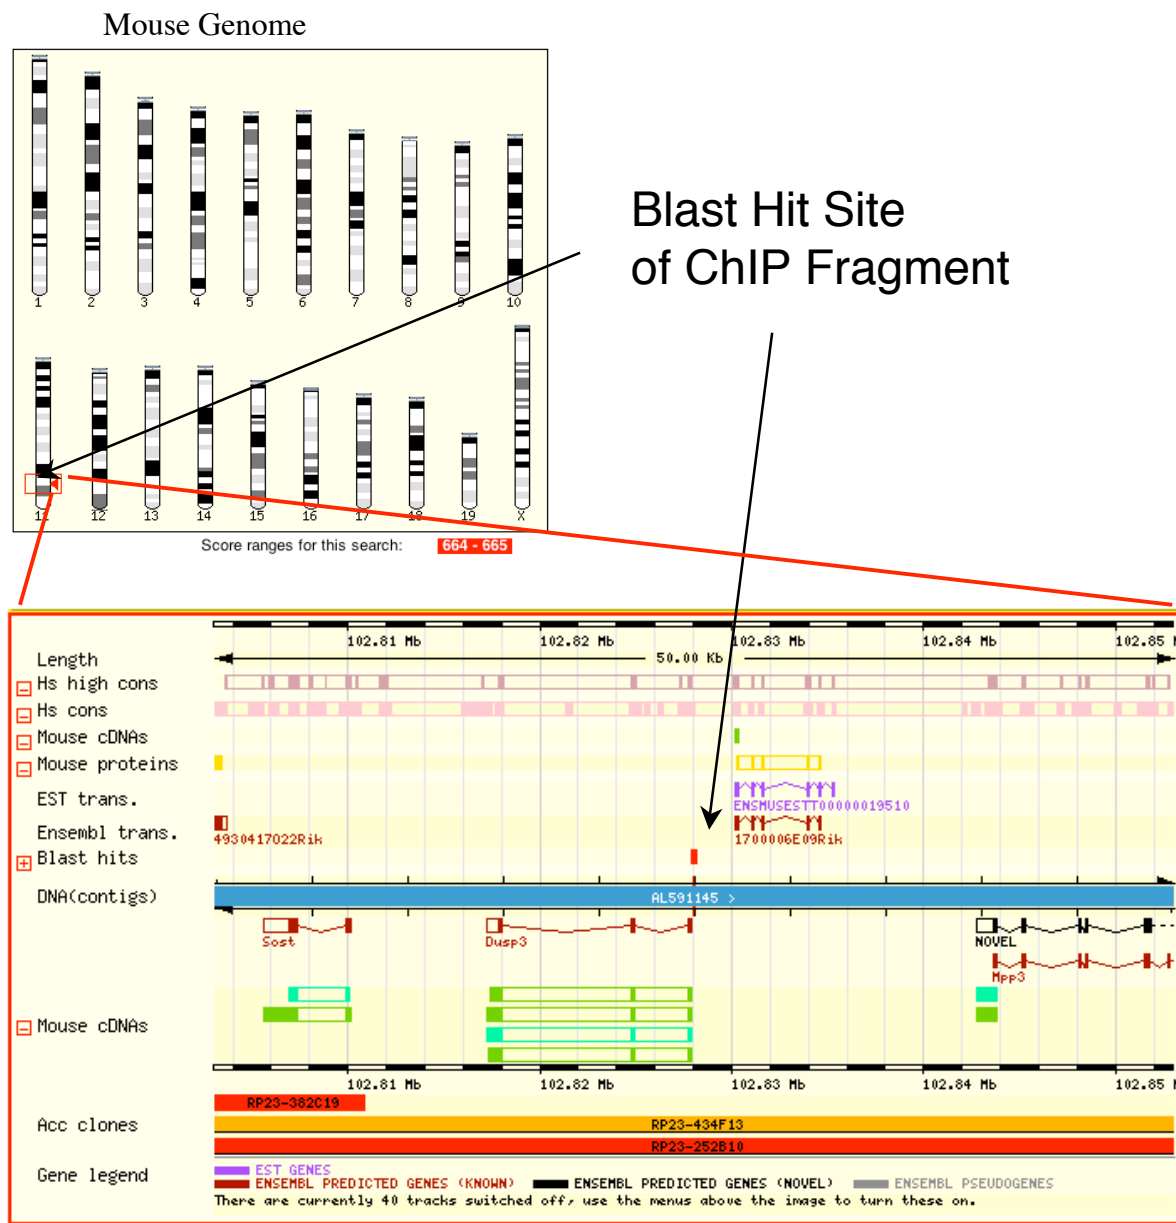 Mouse Genome
1 2 3 4 5 6 7 8 9 10
11 12 13 14 15 16 17 18 19 X
Score ranges for this search: 664 - 665
Blast Hit Site
of ChIP Fragment
102.81 Mb 102.82 Mb 102.83 Mb 102.84 Mb 102.85 M
Length 50.00 Kb
Hs high cons
Hs cons
Mouse cDNAs
Mouse proteins
EST trans.
ENSMUSESTT00000019510
Ensembl trans.
4930417022Rik 1700006E09Rik
Blast hits
DNA(contigs) AL591145 >
Sost Dusp3 NOVEL
Mpp3
Mouse cDNAs
102.81 Mb 102.82 Mb 102.83 Mb 102.84 Mb 102.85 M
RP23-382C19
Acc clones RP23-434F13
RP23-252B10
Gene legend EST GENES
ENSEMBL PREDICTED GENES (KNOWN) ENSEMBL PREDICTED GENES (NOVEL) ENSEMBL PSEUDOGENES
There are currently 40 tracks switched off, use the menus above the image to turn these on.